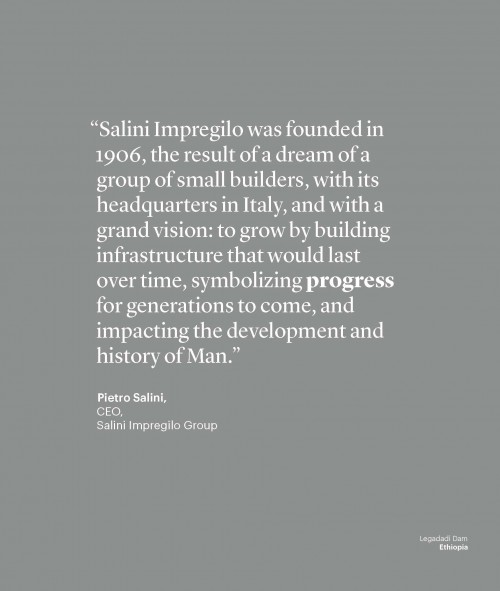 “Salini Impregilo was founded in
1906, the result of a dream of a
group of small builders, with its
headquarters in Italy, and with a
grand vision: to grow by building
infrastructure that would last
over time, symbolizing progress
for generations to come, and
impacting the development and
history of Man.”
Pietro Salini,
CEO,
Salini Impregilo Group
Legadadi Dam
Ethiopia